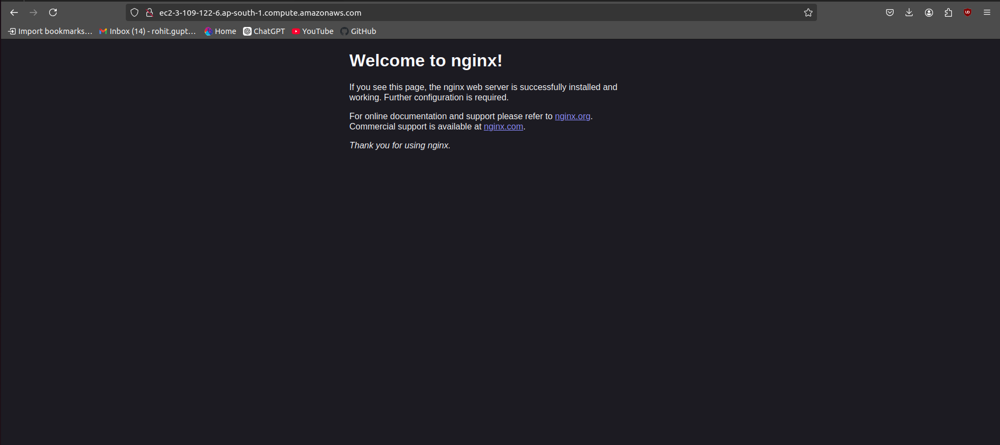 ec2-3-109-122-6.ap-south-1.compute.amazonaws.com
Import bookmarks... Inbox (14) - rohit.gupt... Home ChatGPT YouTube GitHub
Welcome to nginx!
If you see this page, the nginx web server is successfully installed and
working. Further configuration is required.
For online documentation and support please refer to nginx.org.
Commercial support is available at nginx.com.
Thank you for using nginx.